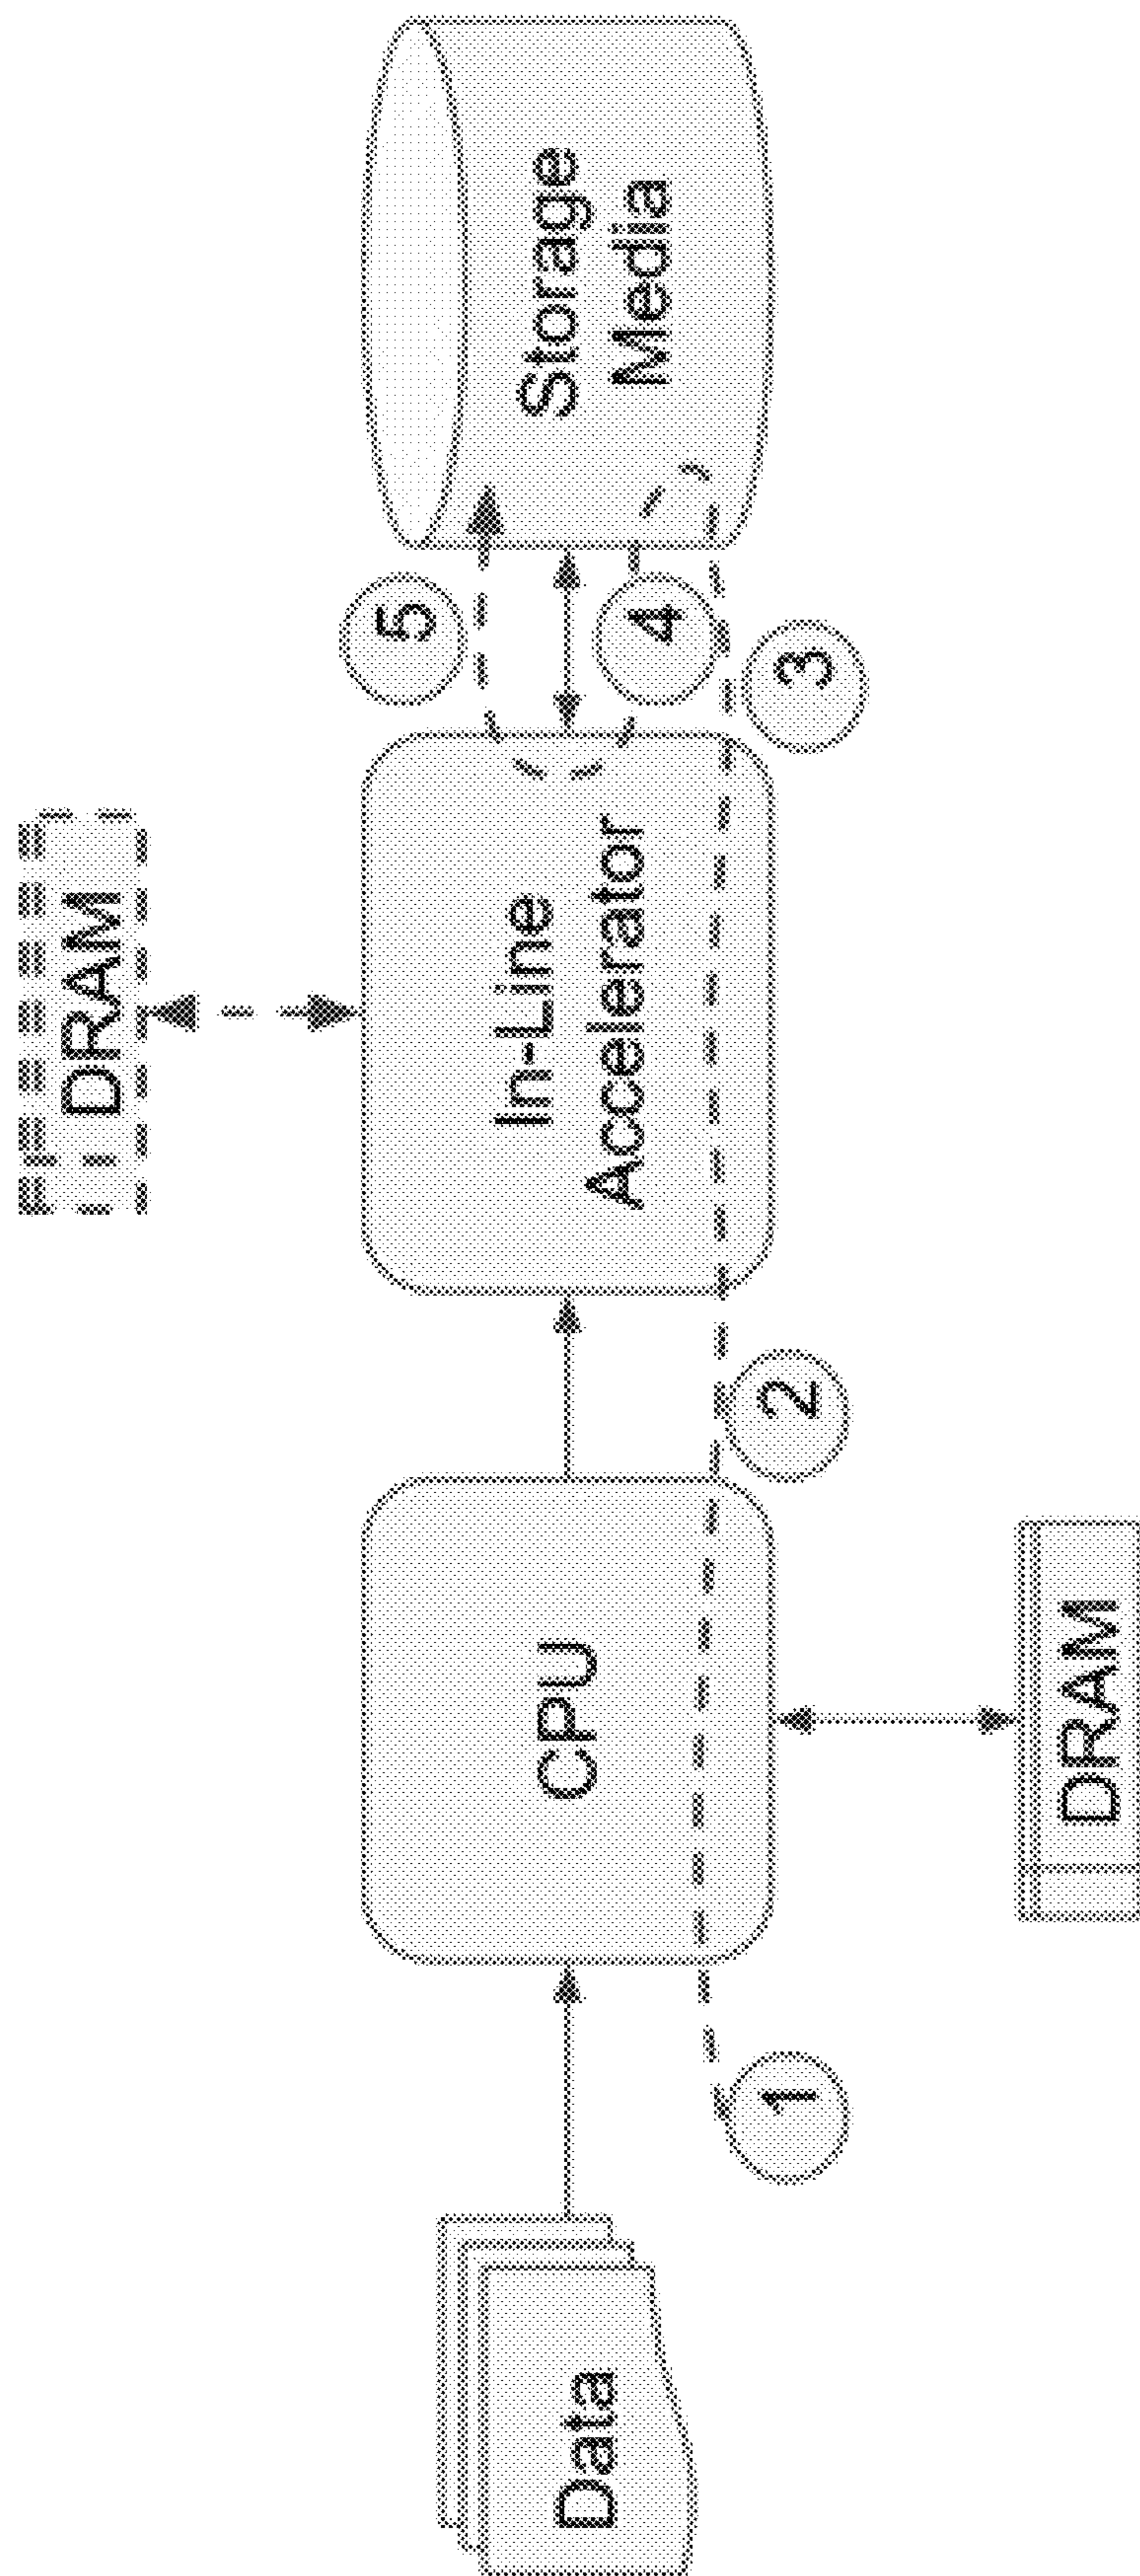 DRAM
5
4
3
2
1
Data
CPU
In-Line
Accelerator
Storage
Media
DRAM